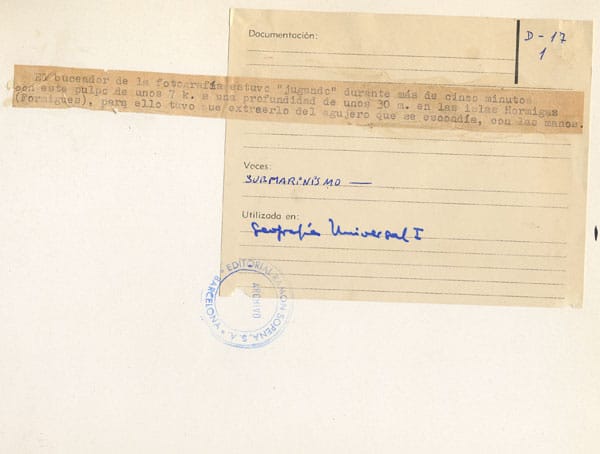 Documentación:
D-17
1
El buceador de la fotografía estuvo "jugando" durante más de cinco minutos
con este pulpo de unos 7 k. a una profundidad de unos 30 m. en las islas Hormigas
(Formigues), para ello tuvo que extraerlo del agujero que se escondía, con las manos.
Voces:
SUBMARINISMO —
Utilizada en:
Geografía Universal I
EDITORIAL RAMON SOPENA, S. A. * BARCELONA *
ARCHIVO